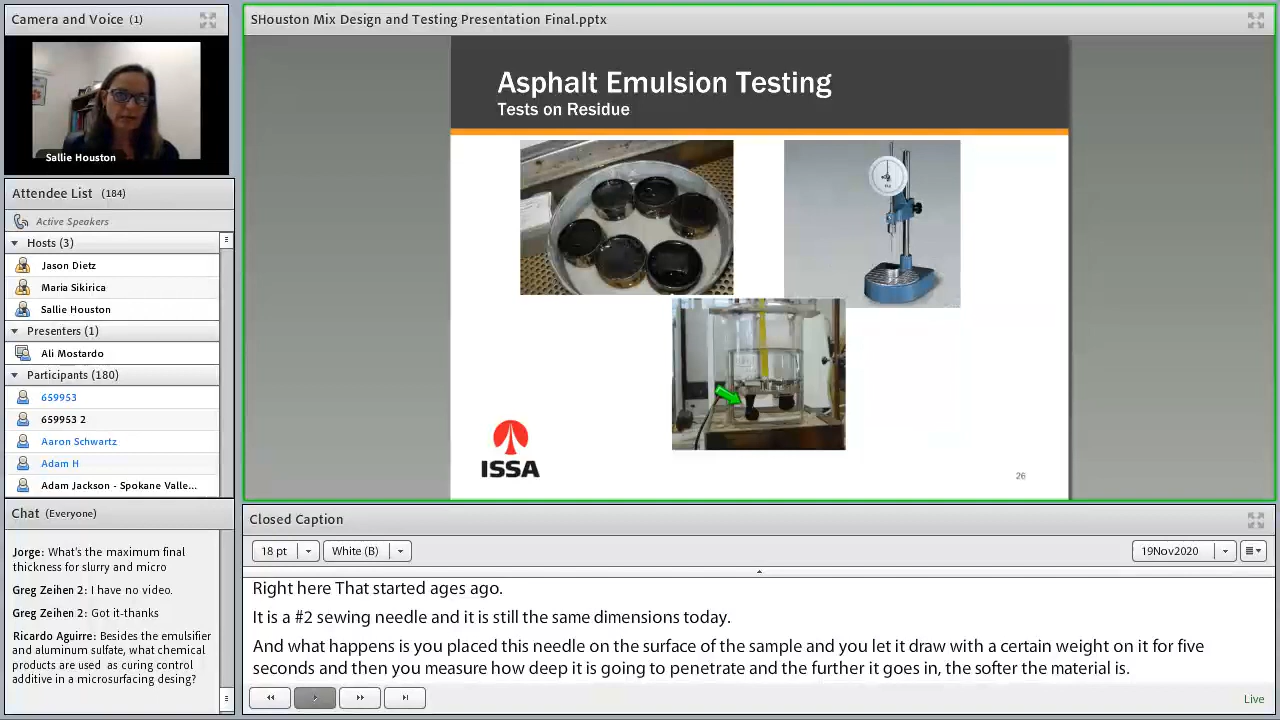 Camera and Voice (1)
Sallie Houston
Attendee List (184)
Active Speakers
Hosts (3)
Jason Dietz
Maria Sikirica
Sallie Houston
Presenters (1)
Ali Mostardo
Participants (180)
659953
659953 2
Aaron Schwartz
Adam H
Adam Jackson - Spokane Valle...
Chat (Everyone)
Jorge: What's the maximum final
thickness for slurry and micro
Greg Zeihen 2: I have no video.
Greg Zeihen 2: Got it-thanks
Ricardo Aguirre: Besides the emulsifier
and aluminum sulfate, what chemical
products are used as curing control
additive in a microsurfacing desing?
SHouston Mix Design and Testing Presentation Final.pptx
Asphalt Emulsion Testing
Tests on Residue
ISSA
26
Closed Caption
18 pt
White (B)
19Nov2020
Right here That started ages ago.
It is a #2 sewing needle and it is still the same dimensions today.
And what happens is you placed this needle on the surface of the sample and you let it draw with a certain weight on it for five
seconds and then you measure how deep it is going to penetrate and the further it goes in, the softer the material is.
Live